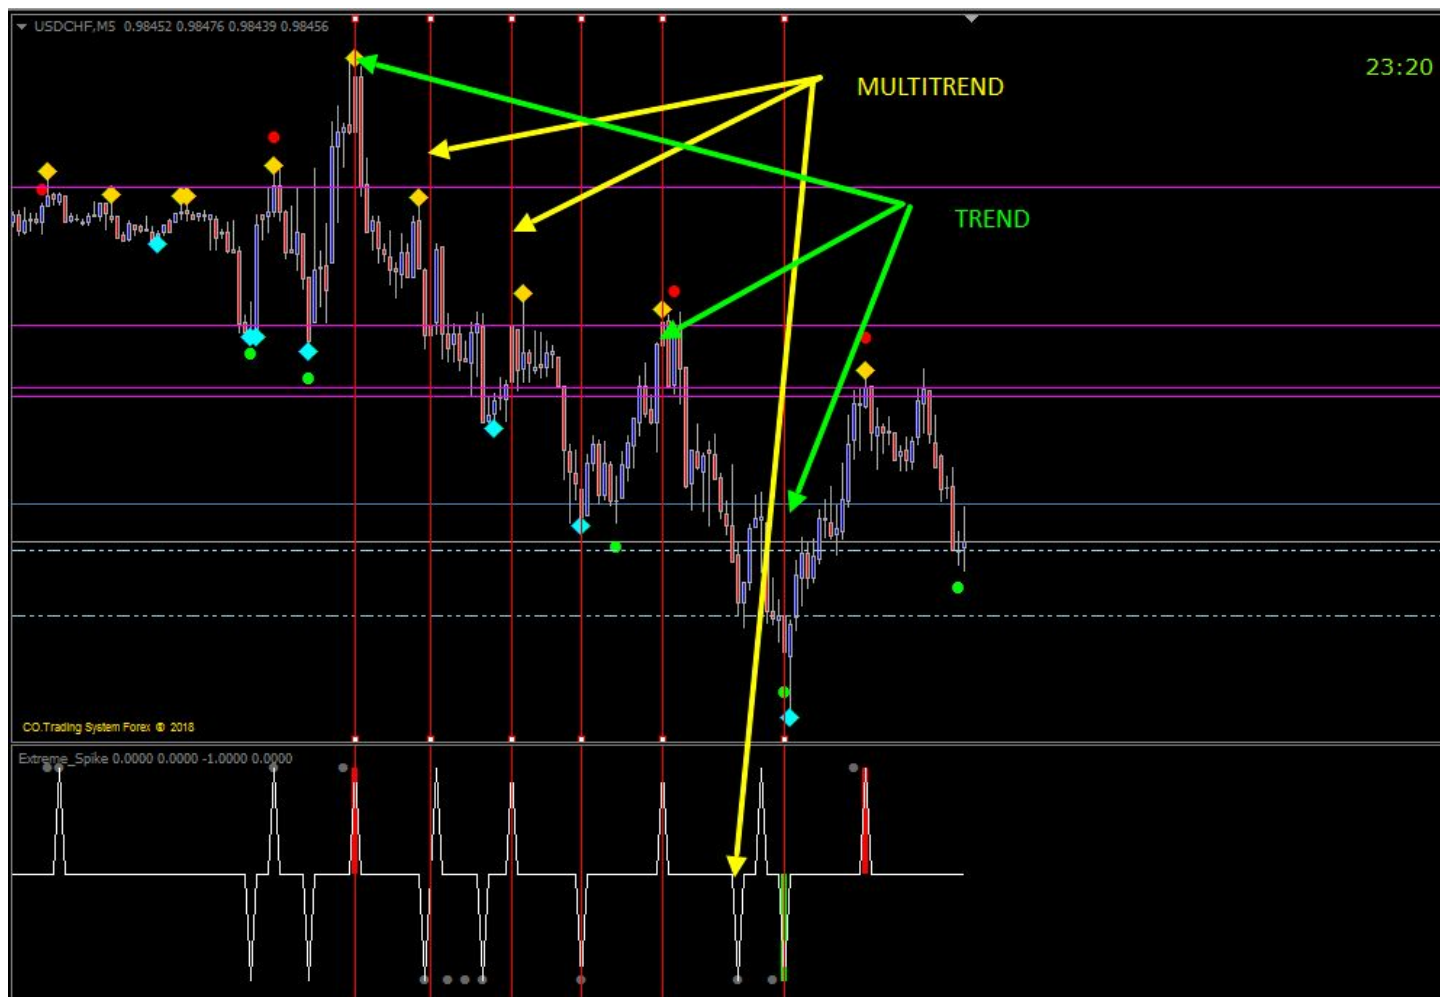 USDCHF,M5 0.98452 0.98476 0.98439 0.98456
23:20
MULTITREND
TREND
CO.Trading System Forex © 2018
Extreme_Spike 0.0000 0.0000 -1.0000 0.0000